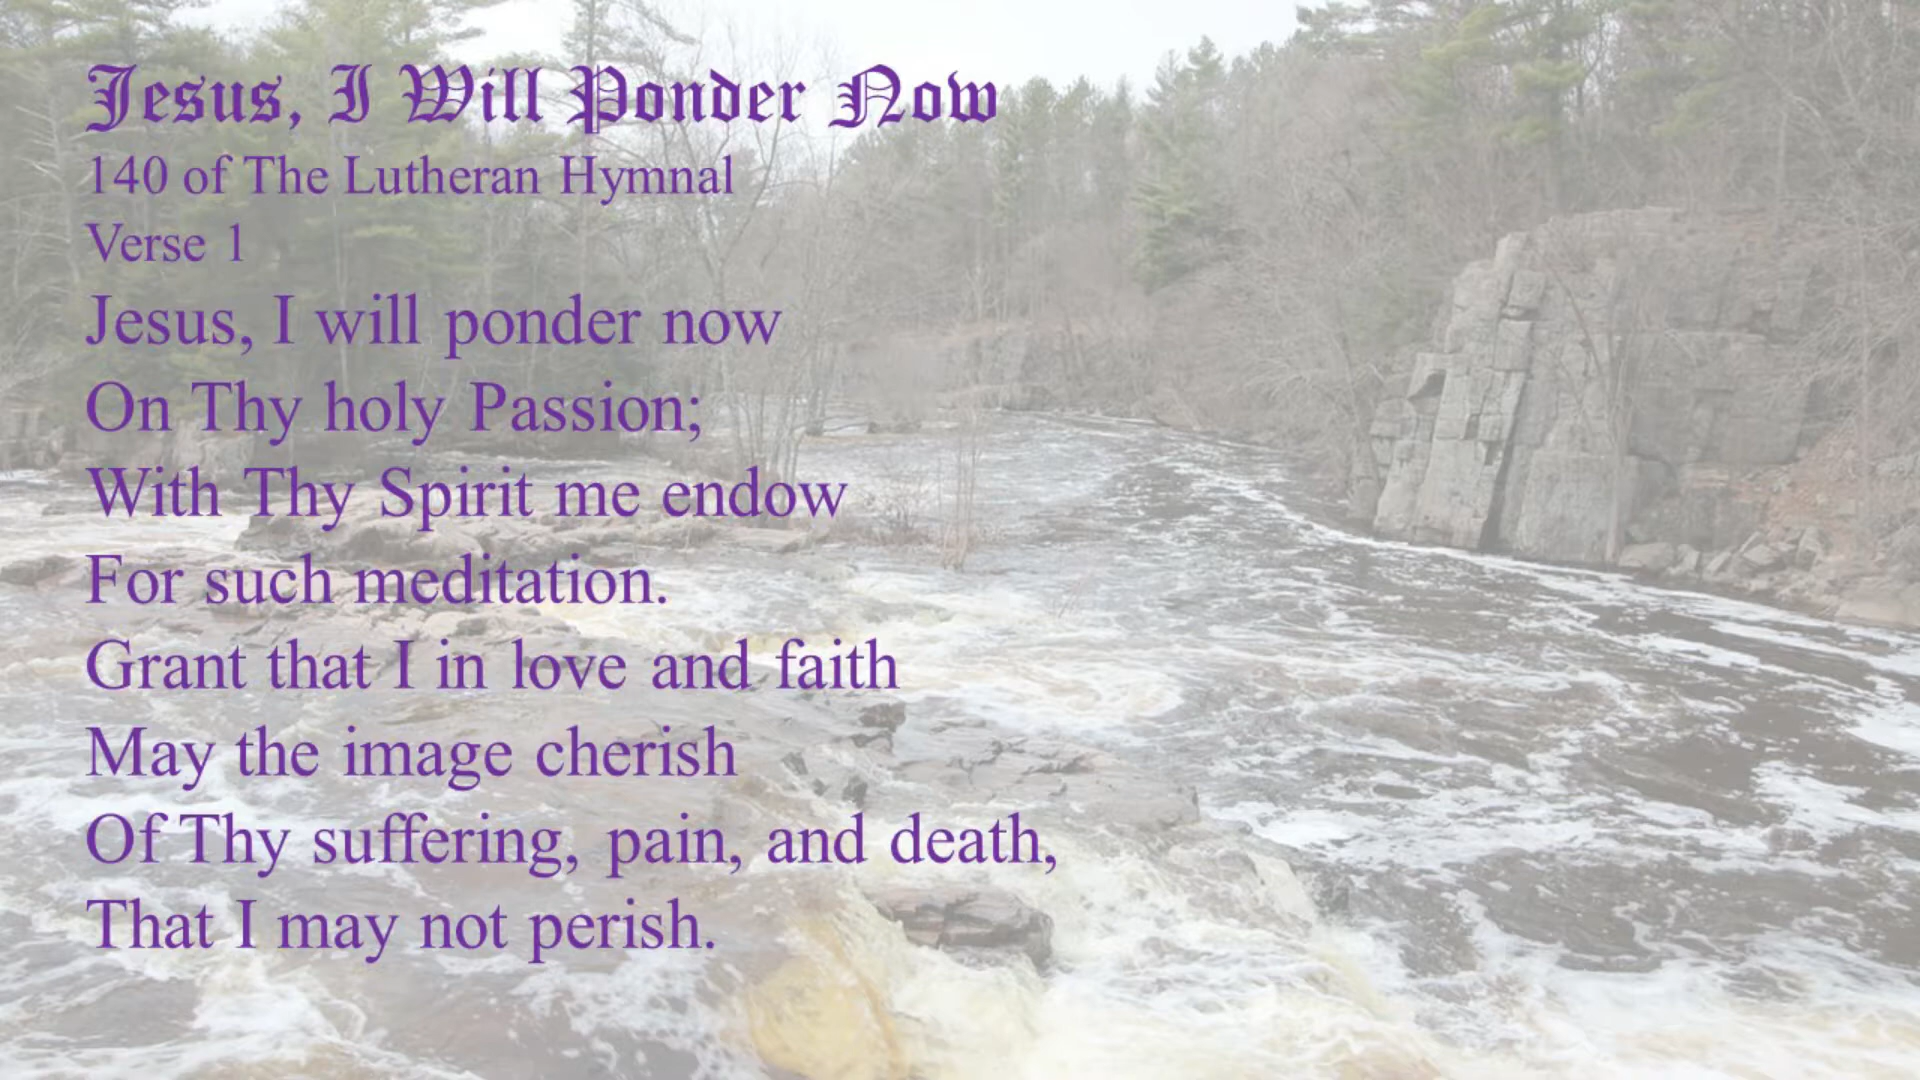 Jesus, I Will Ponder Now
140 of The Lutheran Hymnal
Verse 1
Jesus, I will ponder now
On Thy holy Passion;
With Thy Spirit me endow
For such meditation.
Grant that I in love and faith
May the image cherish
Of Thy suffering, pain, and death,
That I may not perish.